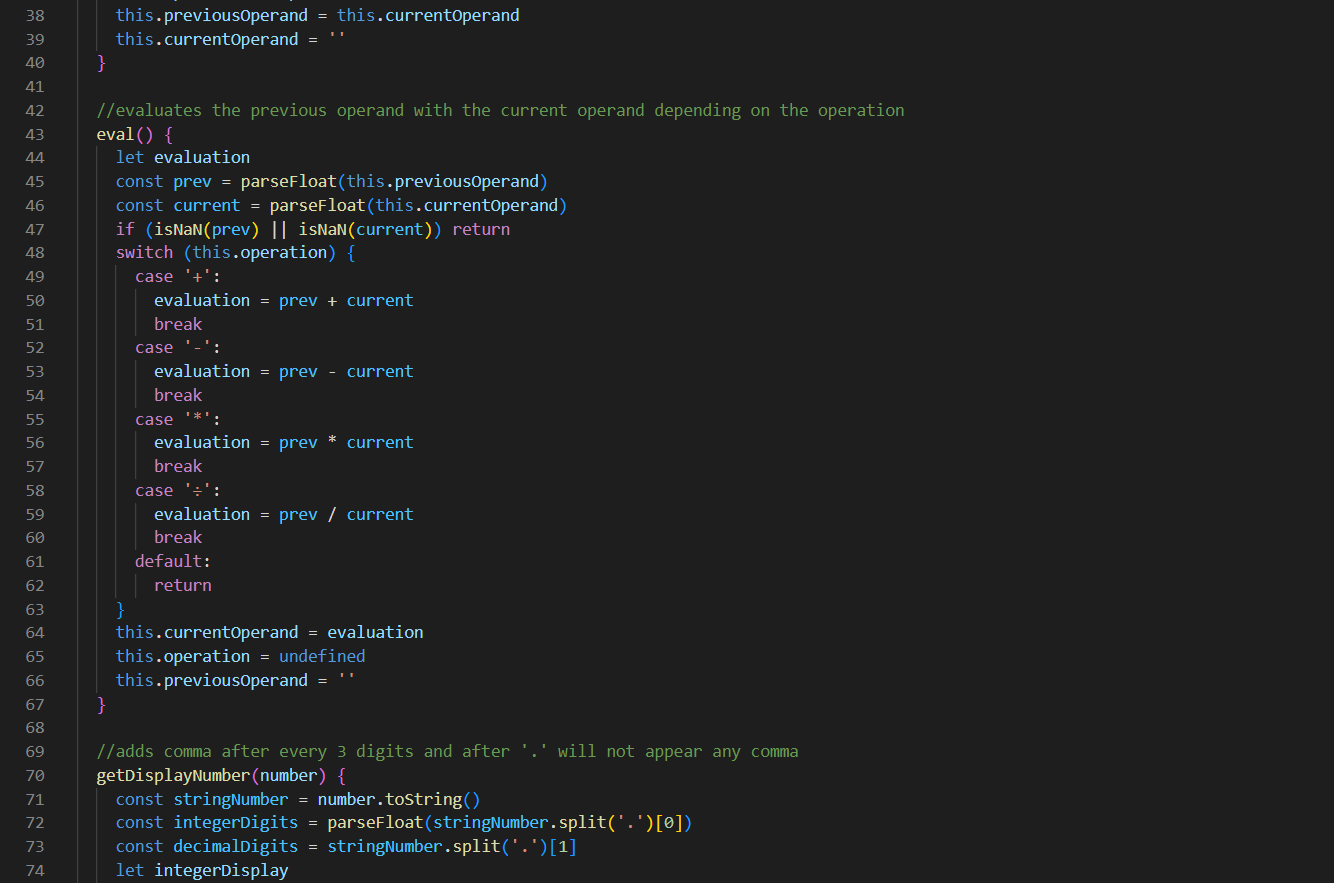 38 this.previousOperand = this.currentOperand
39 this.currentOperand = ''
40 }
41
42 //evaluates the previous operand with the current operand depending on the operation
43 eval() {
44 let evaluation
45 const prev = parseFloat(this.previousOperand)
46 const current = parseFloat(this.currentOperand)
47 if (isNaN(prev) || isNaN(current)) return
48 switch (this.operation) {
49 case '+':
50 evaluation = prev + current
51 break
52 case '-':
53 evaluation = prev - current
54 break
55 case '*':
56 evaluation = prev * current
57 break
58 case '÷':
59 evaluation = prev / current
60 break
61 default:
62 return
63 }
64 this.currentOperand = evaluation
65 this.operation = undefined
66 this.previousOperand = ''
67 }
68
69 //adds comma after every 3 digits and after '.' will not appear any comma
70 getDisplayNumber(number) {
71 const stringNumber = number.toString()
72 const integerDigits = parseFloat(stringNumber.split('.')[0])
73 const decimalDigits = stringNumber.split('.')[1]
74 let integerDisplay